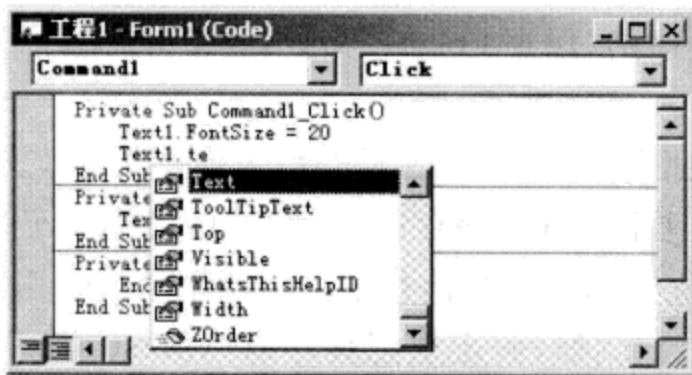 工程1 - Form1 (Code)
Command1
Click
Private Sub Command1_Click()
Text1.FontSize = 20
Text1.te
End Sub
Text
Private
ToolTipText
Tex
Top
End Sub
Private
Visible
End
WhatsThisHelpID
End Sub
Width
ZOrder